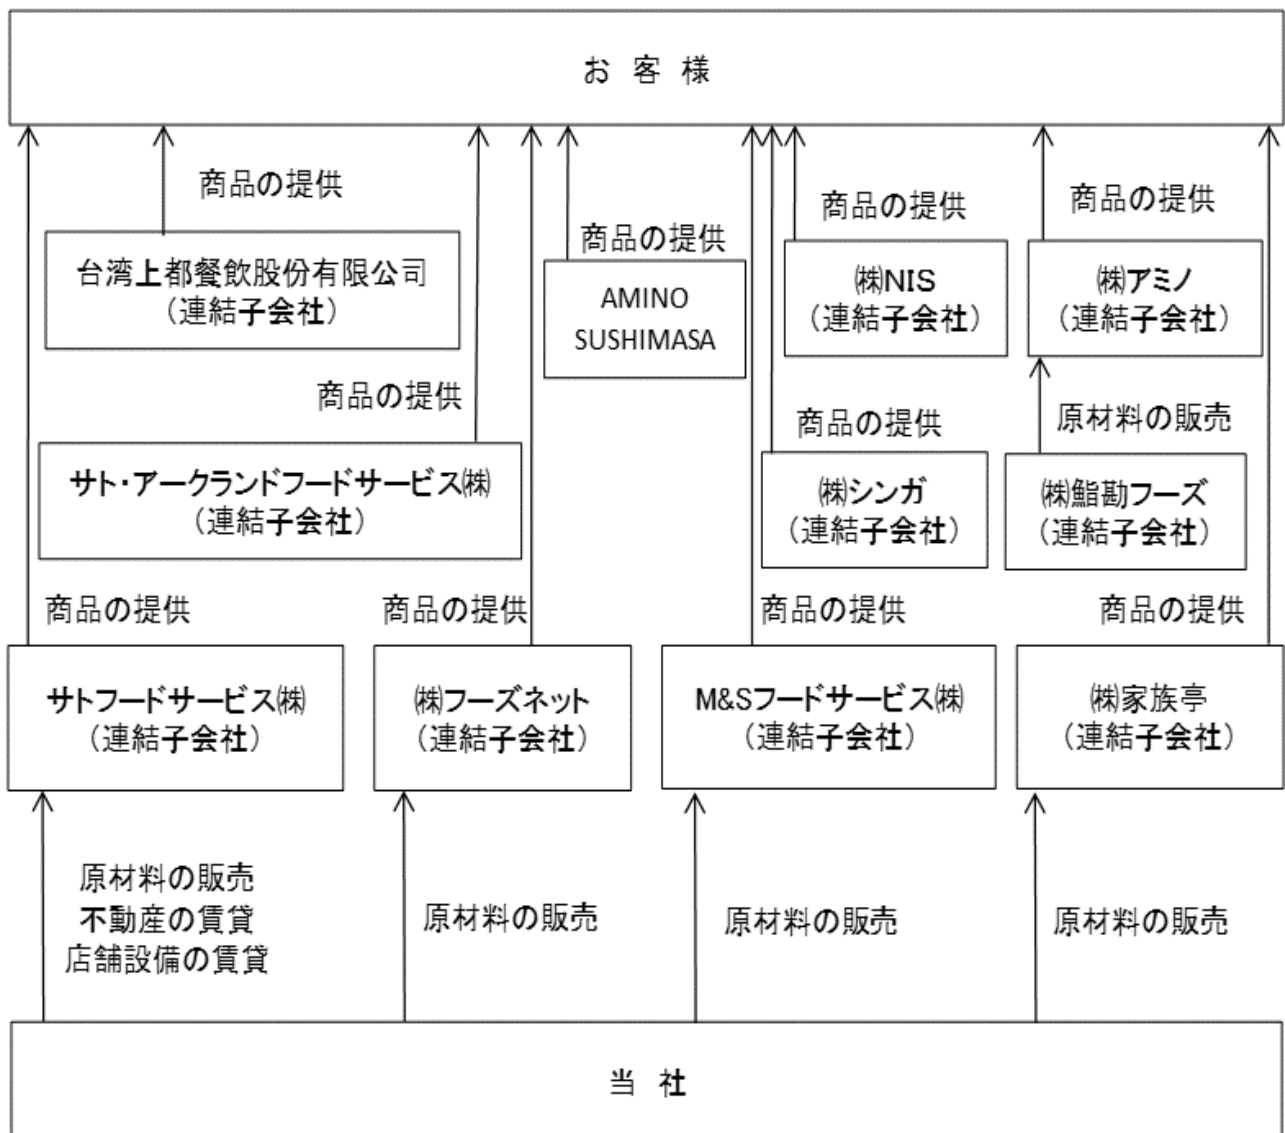 お 客 様
商品の提供
台湾上都餐飲股份有限公司
（連結子会社）
商品の提供
AMINO
SUSHIMASA
商品の提供
㈱NIS
（連結子会社）
商品の提供
㈱アミノ
（連結子会社）
商品の提供
サト・アークランドフードサービス㈱
（連結子会社）
商品の提供
㈱シンガ
（連結子会社）
原材料の販売
㈱鮨勘フーズ
（連結子会社）
商品の提供
サトフードサービス㈱
（連結子会社）
商品の提供
㈱フーズネット
（連結子会社）
商品の提供
M&Sフードサービス㈱
（連結子会社）
商品の提供
㈱家族亭
（連結子会社）
原材料の販売
不動産の賃貸
店舗設備の賃貸
原材料の販売
原材料の販売
原材料の販売
当 社